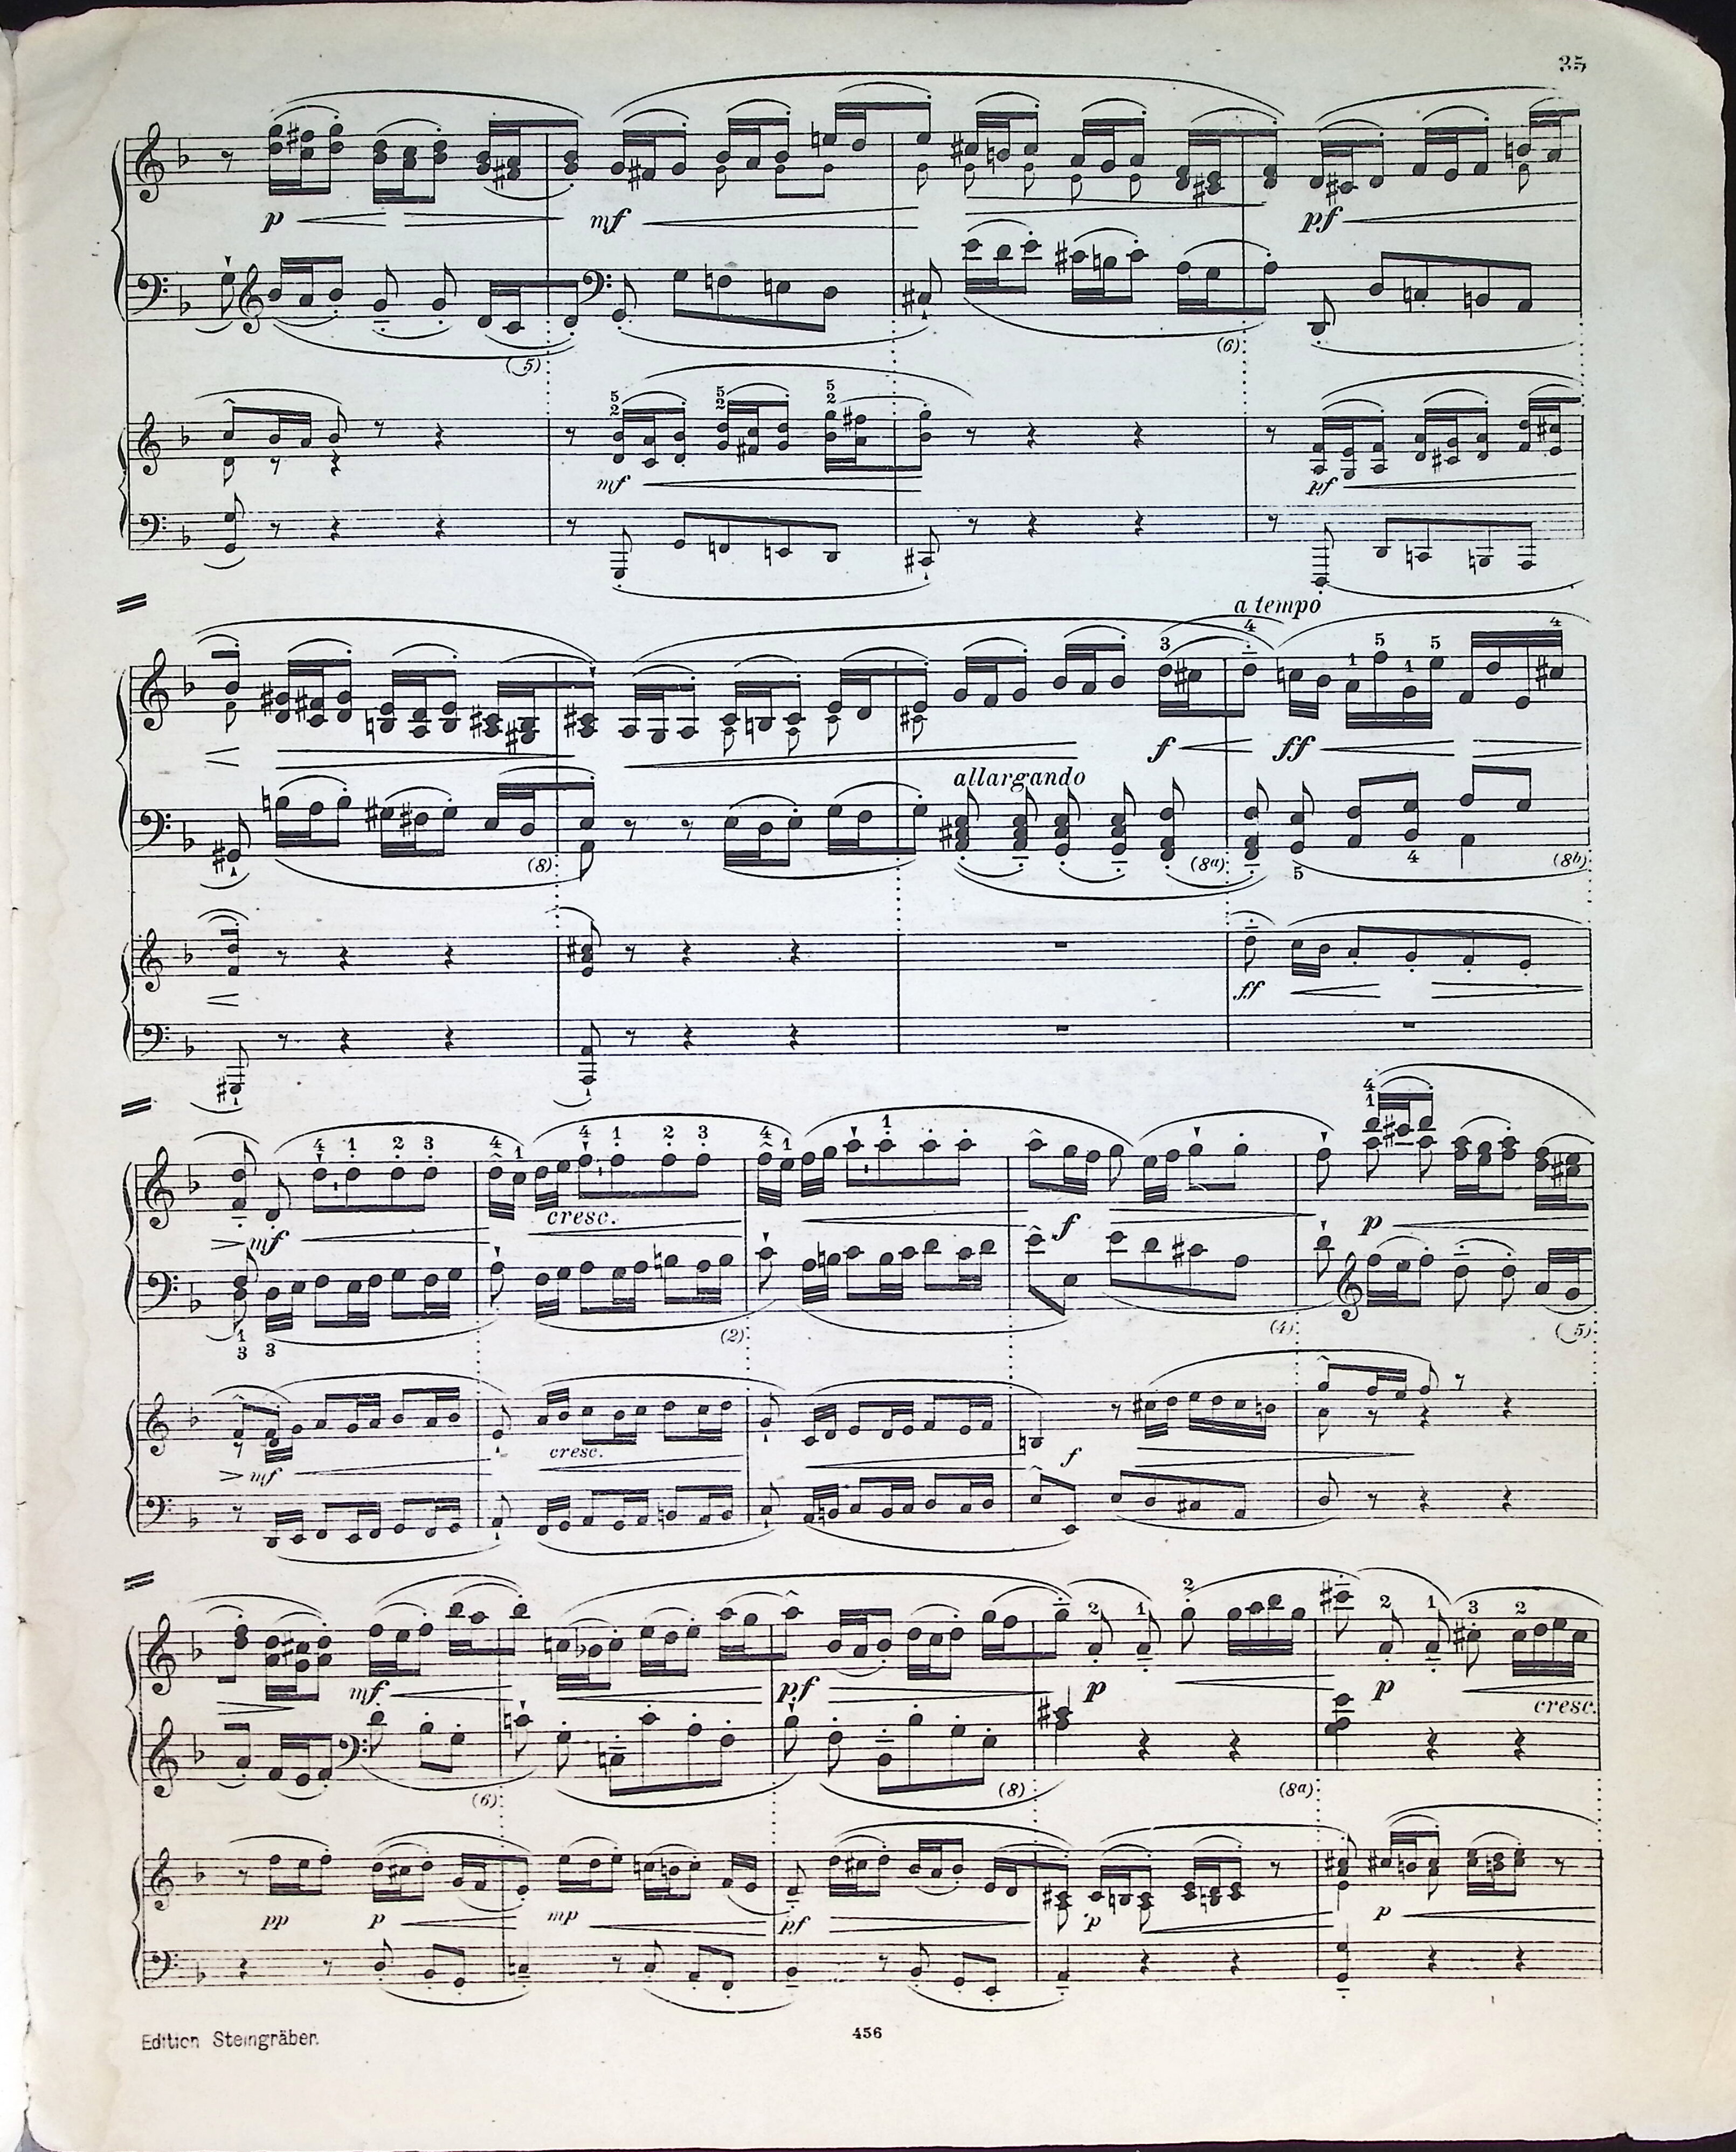 35
p mf pf
(5) (6)
5 2 5 2 5 2
mf pf
a tempo
3 4 1 5 1 5 4
f ff
allargando
(8) (8a) 5 4 (8b)
ff
4 1
4 1 2 3 4 1 4 1 2 3 4 1 1
mf cresc. f p
1 3 3 (2) (4) (5)
mf cresc. f
2 1 2 2 1 3 2
mf pf p p cresc.
(6) (8) (8a)
pp p mp pf p p
Edition Steingräber.
456